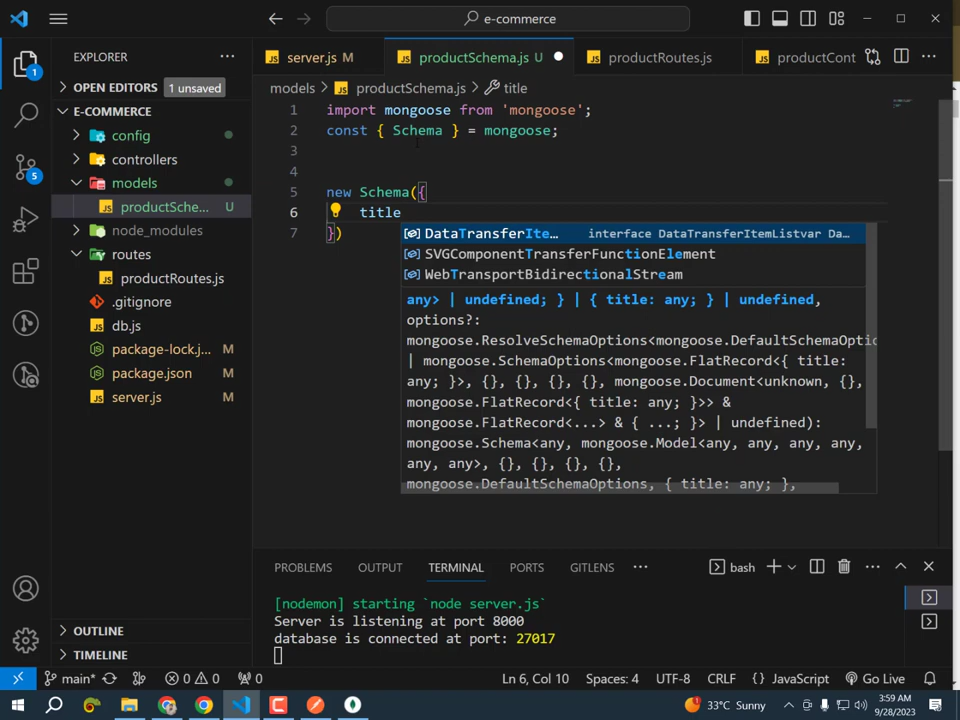 e-commerce
EXPLORER
OPEN EDITORS 1 unsaved
E-COMMERCE
config
controllers
models
productSche... U
node_modules
routes
productRoutes.js
.gitignore
db.js
package-lock.j... M
package.json M
server.js M
OUTLINE
TIMELINE
server.js M productSchema.js U productRoutes.js productCont
models > productSchema.js > title
1 import mongoose from 'mongoose';
2 const { Schema } = mongoose;
3
4
5 new Schema({
6 title
7 })
DataTransferIte... interface DataTransferItemListvar Da...
SVGComponentTransferFunctionElement
WebTransportBidirectionalStream
any> | undefined; } | { title: any; } | undefined,
options?:
mongoose.ResolveSchemaOptions<mongoose.DefaultSchemaOptic
| mongoose.SchemaOptions<mongoose.FlatRecord<{ title:
any; }>, {}, {}, {}, {}, mongoose.Document<unknown, {},
mongoose.FlatRecord<{ title: any; }>> &
mongoose.FlatRecord<...> & { ...; }> | undefined):
mongoose.Schema<any, mongoose.Model<any, any, any, any,
any, any>, {}, {}, {}, {},
mongoose.DefaultSchemaOptions, { title: any; },
PROBLEMS OUTPUT TERMINAL PORTS GITLENS ... bash
[nodemon] starting `node server.js`
Server is listening at port 8000
database is connected at port: 27017
1
5
main* 0 0 0 Ln 6, Col 10 Spaces: 4 UTF-8 CRLF {} JavaScript Go Live
33°C Sunny 3:59 AM
9/28/2023